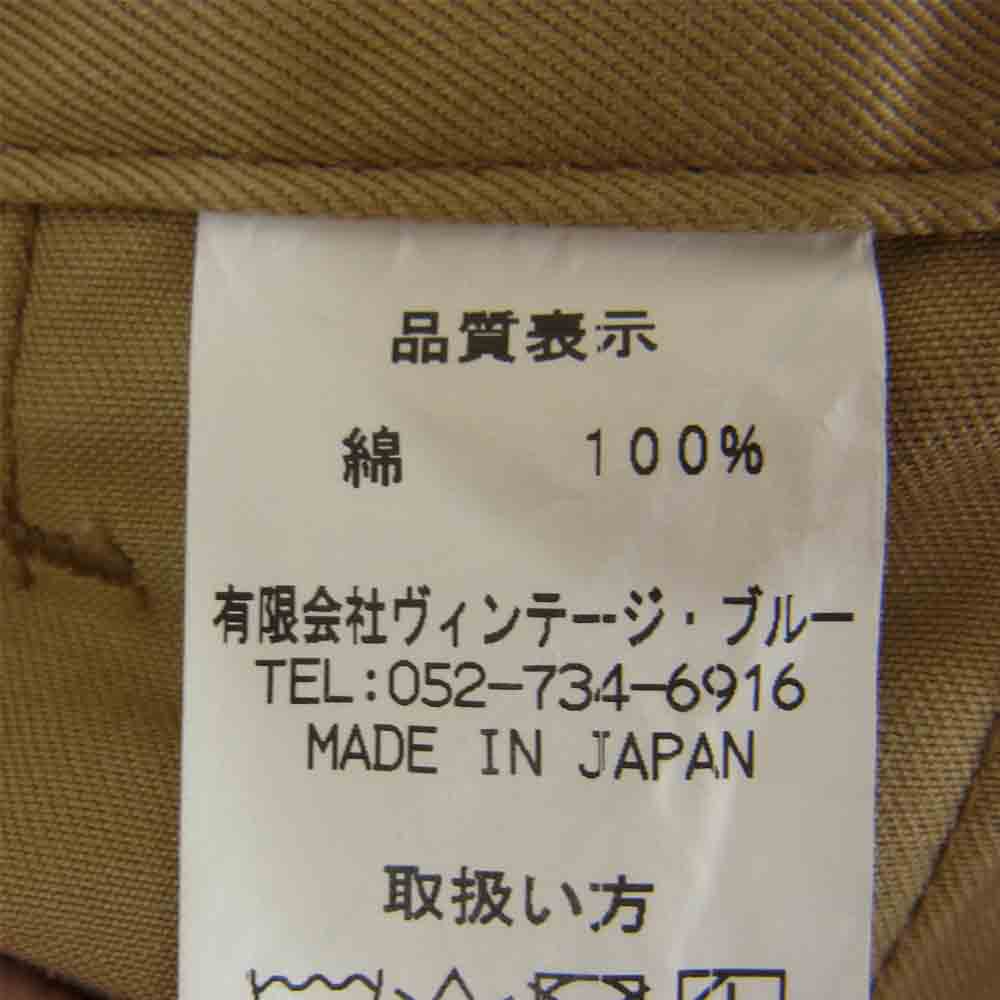 品質表示
綿 100%
有限会社ヴィンテージ・ブルー
TEL:052-734-6916
MADE IN JAPAN
取扱い方